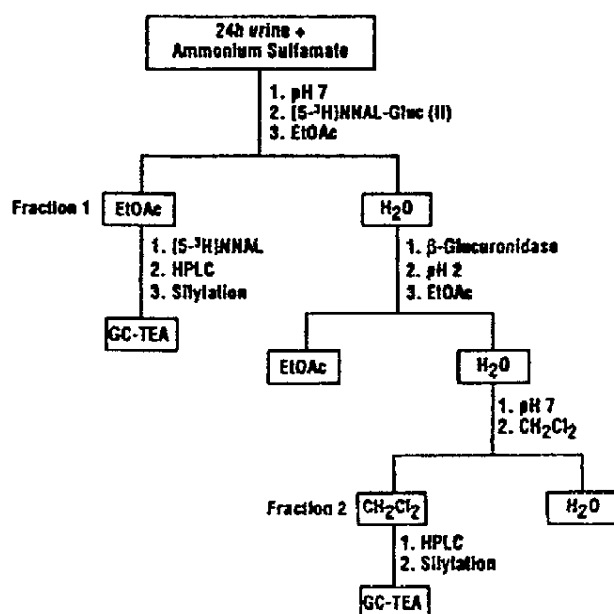 24h urine +
Ammonium Sulfamate
1. pH 7
2. [5-³H]NNAL-Gluc (II)
3. EtOAc
Fraction 1
EtOAc
H₂O
1. [5-³H]NNAL
2. HPLC
3. Silylation
1. β-Glucuronidase
2. pH 2
3. EtOAc
GC-TEA
EtOAc
H₂O
1. pH 7
2. CH₂Cl₂
Fraction 2
CH₂Cl₂
H₂O
1. HPLC
2. Silylation
GC-TEA